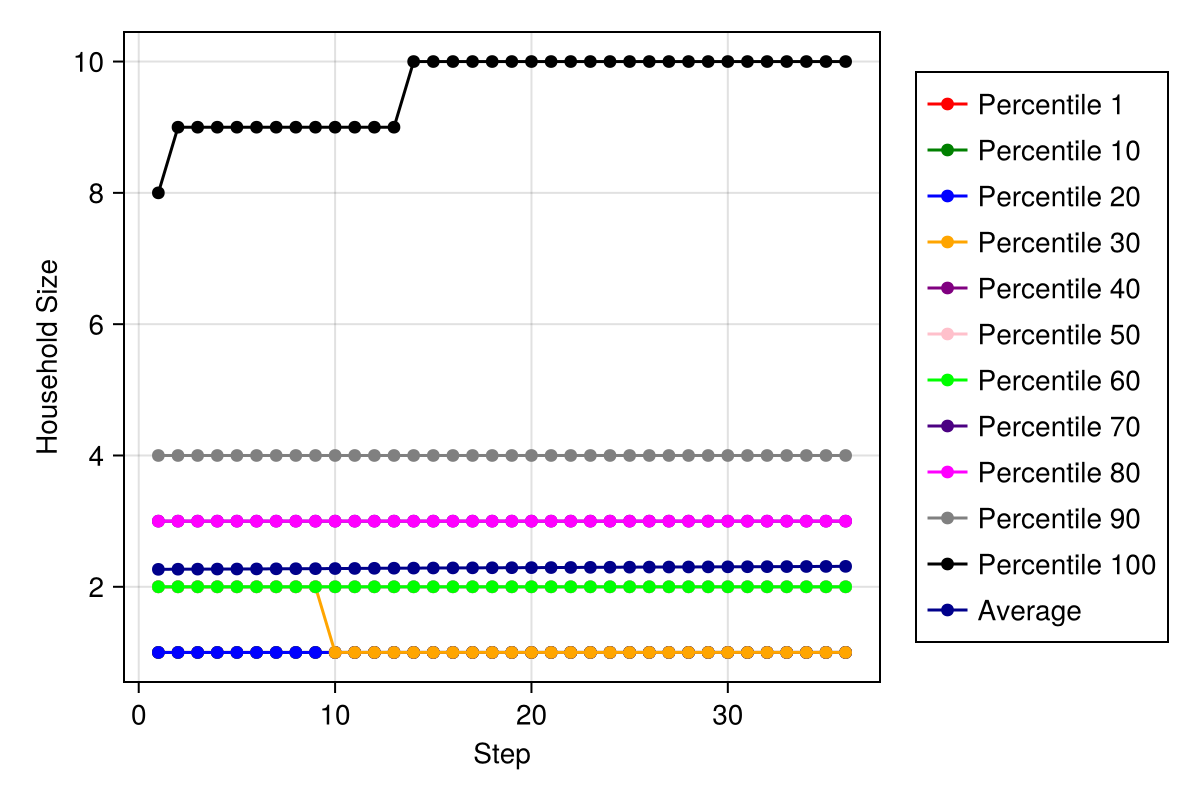 10
8
6
4
2
Household Size
0 10 20 30
Step
Percentile 1
Percentile 10
Percentile 20
Percentile 30
Percentile 40
Percentile 50
Percentile 60
Percentile 70
Percentile 80
Percentile 90
Percentile 100
Average